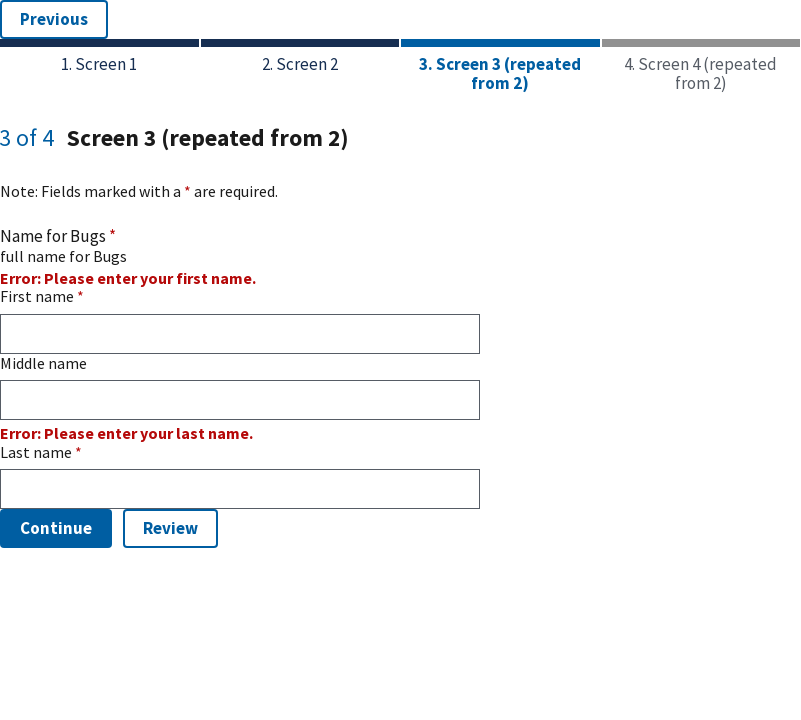 Previous
1. Screen 1
2. Screen 2
3. Screen 3 (repeated
from 2)
4. Screen 4 (repeated
from 2)
3 of 4 Screen 3 (repeated from 2)
Note: Fields marked with a * are required.
Name for Bugs *
full name for Bugs
Error: Please enter your first name.
First name *
Middle name
Error: Please enter your last name.
Last name *
Continue
Review